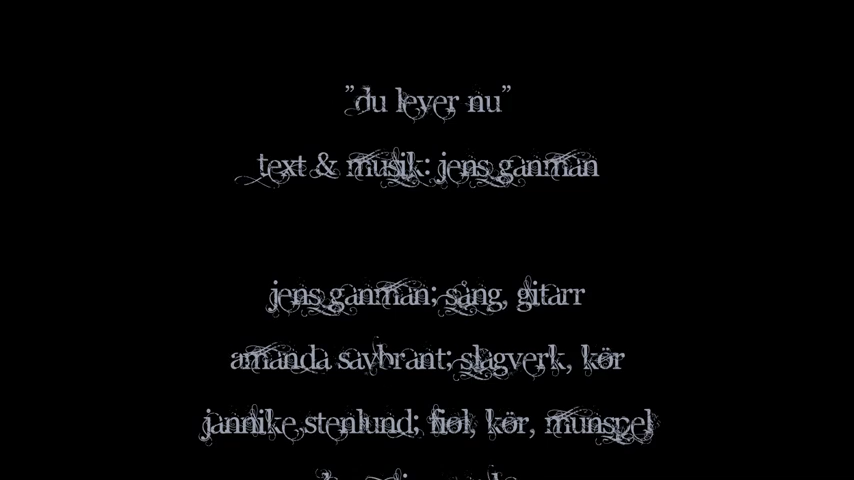 "du lever nu"
text & musik: jens ganman
jens ganman; sång, gitarr
amanda savbrant; slagverk, kör
jannike stenlund; fiol, kör, munspel